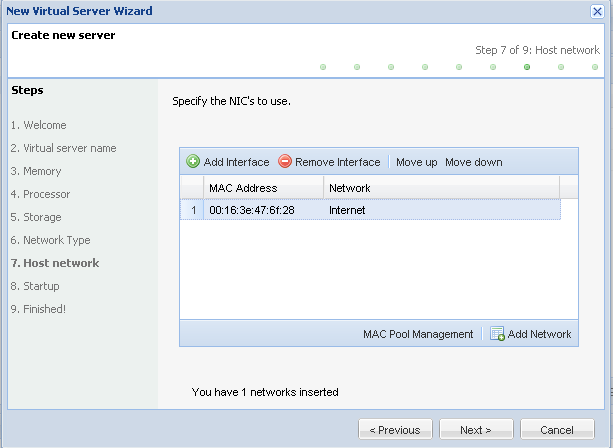 New Virtual Server Wizard
Create new server
Step 7 of 9: Host network
Steps
1. Welcome
2. Virtual server name
3. Memory
4. Processor
5. Storage
6. Network Type
7. Host network
8. Startup
9. Finished!
Specify the NIC's to use.
Add Interface Remove Interface Move up Move down
MAC Address Network
1 00:16:3e:47:6f:28 Internet
MAC Pool Management Add Network
You have 1 networks inserted
< Previous Next > Cancel